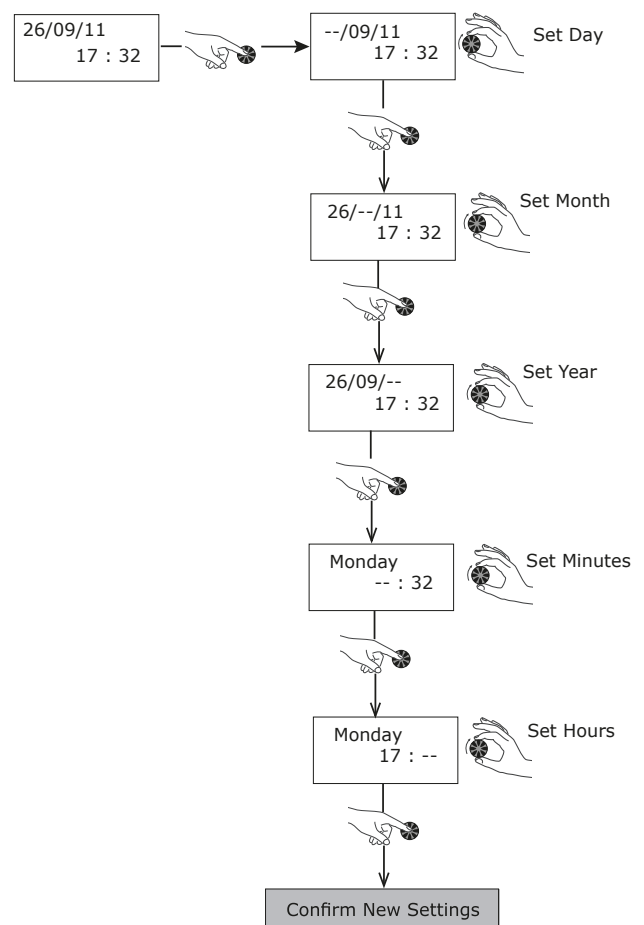 26/09/11
17 : 32
--/09/11
17 : 32
Set Day
26/--/11
17 : 32
Set Month
26/09/--
17 : 32
Set Year
Monday
-- : 32
Set Minutes
Monday
17 : --
Set Hours
Confirm New Settings